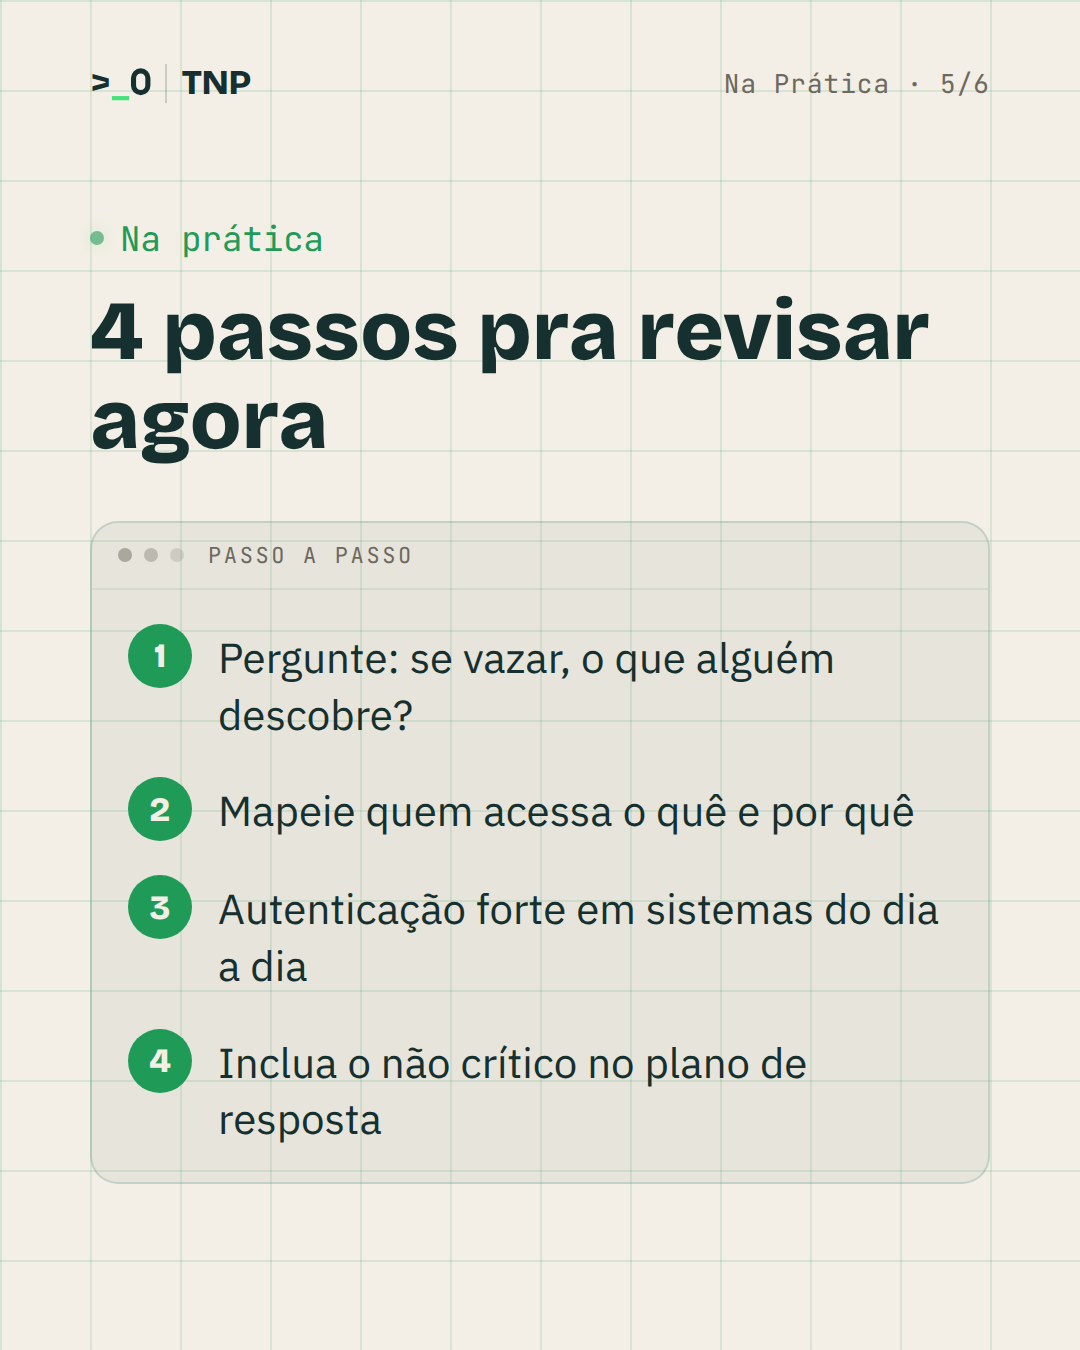 >_0 TNP
Na Prática · 5/6
Na prática
4 passos pra revisar
agora
PASSO A PASSO
1 Pergunte: se vazar, o que alguém
descobre?
2 Mapeie quem acessa o quê e por quê
3 Autenticação forte em sistemas do dia
a dia
4 Inclua o não crítico no plano de
resposta